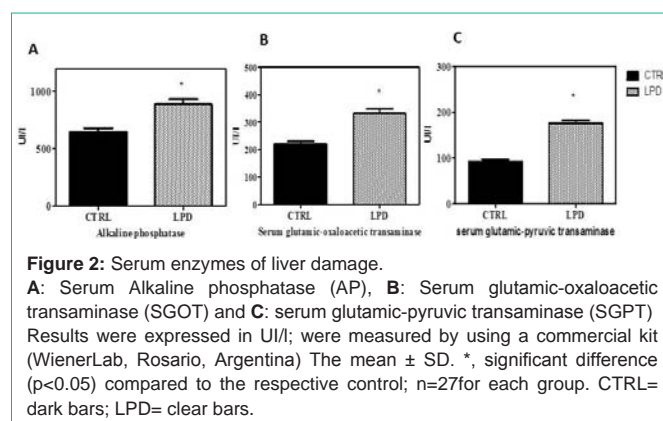 A
B
C
1000
500
0
UI/l
*
CTRL LPD
Alkaline phosphatase
500
400
300
200
100
0
UI/l
*
CTRL LPD
Serum glutamic-oxaloacetic transaminase
300
200
100
0
UI/l
*
CTRL LPD
serum glutamic-pyruvic transaminase
CTRL
LPD
Figure 2: Serum enzymes of liver damage.
A: Serum Alkaline phosphatase (AP), B: Serum glutamic-oxaloacetic
transaminase (SGOT) and C: serum glutamic-pyruvic transaminase (SGPT)
Results were expressed in UI/l; were measured by using a commercial kit
(WienerLab, Rosario, Argentina) The mean ± SD. *, significant difference
(p<0.05) compared to the respective control; n=27for each group. CTRL=
dark bars; LPD= clear bars.